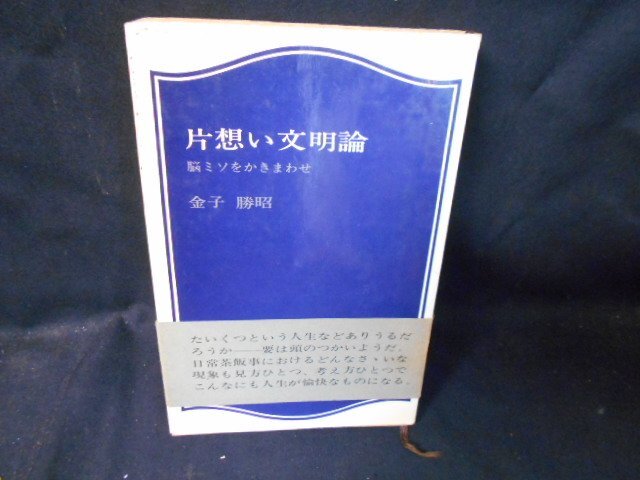 片想い文明論
脳ミソをかきまわせ
金子 勝昭
たいくつという人生などありうるだ
ろうか――要は頭のつかいようだ。
日常茶飯事におけるどんなさゝいな
現象も見方ひとつ、考え方ひとつで
こんなにも人生が愉快なものになる。